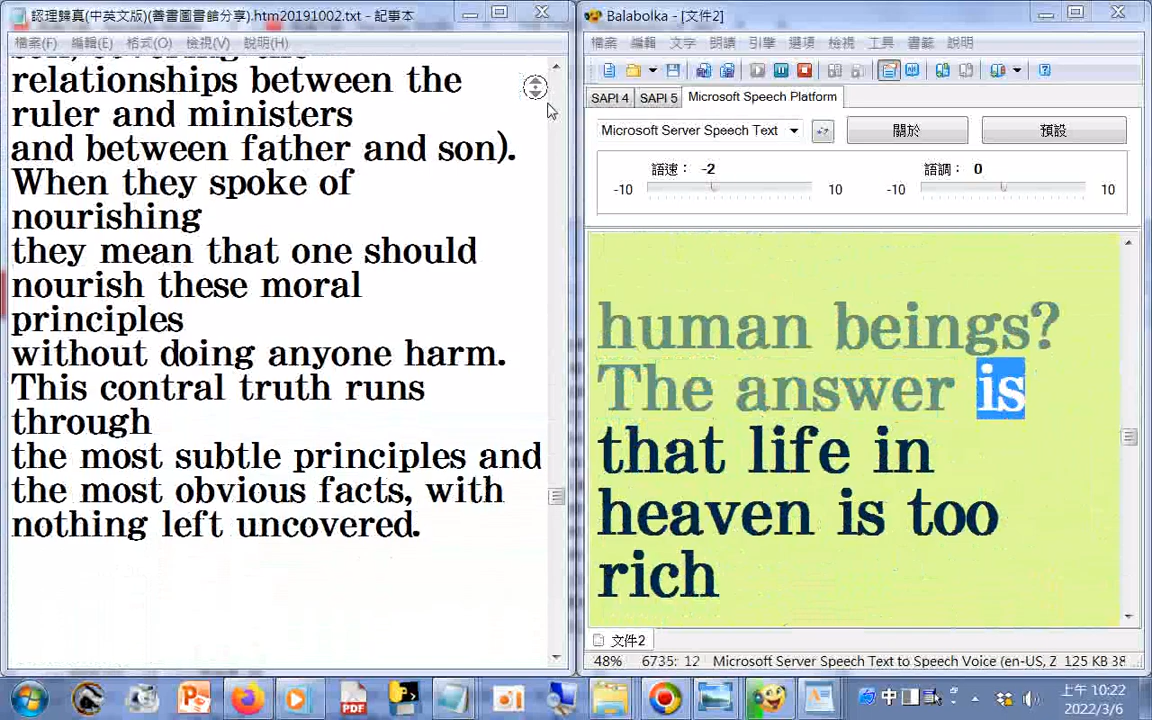 認理歸真(中英文版)(善書圖書館分享).htm20191002.txt - 記事本
檔案(F) 編輯(E) 格式(O) 檢視(V) 說明(H)
relationships between the
ruler and ministers
and between father and son).
When they spoke of
nourishing
they mean that one should
nourish these moral
principles
without doing anyone harm.
This contral truth runs
through
the most subtle principles and
the most obvious facts, with
nothing left uncovered.
Balabolka - [文件2]
檔案 編輯 文字 朗讀 引擎 選項 檢視 工具 書籤 說明
SAPI 4 SAPI 5 Microsoft Speech Platform
Microsoft Server Speech Text 關於 預設
語速： -2 語調： 0
-10 10 -10 10
human beings?
The answer is
that life in
heaven is too
rich
文件2
48% 6735: 12 Microsoft Server Speech Text to Speech Voice (en-US, Z 125 KB 38
PDF
中
上午 10:22
2022/3/6